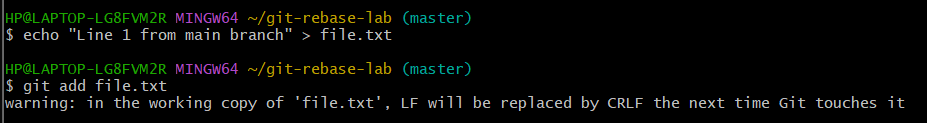 HP@LAPTOP-LG8FVM2R MINGW64 ~/git-rebase-lab (master)
$ echo "Line 1 from main branch" > file.txt
HP@LAPTOP-LG8FVM2R MINGW64 ~/git-rebase-lab (master)
$ git add file.txt
warning: in the working copy of 'file.txt', LF will be replaced by CRLF the next time Git touches it